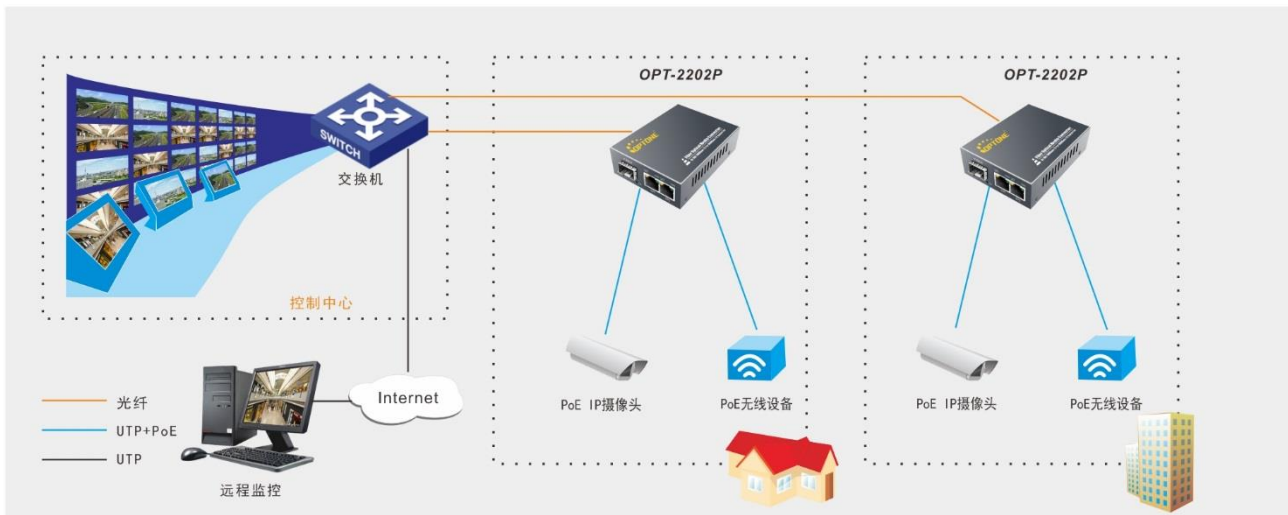 OPT-2202P
OPT-2202P
OPTONE
OPTONE
SWITCH
交换机
控制中心
Internet
PoE IP摄像头
PoE无线设备
PoE IP摄像头
PoE无线设备
光纤
UTP+PoE
UTP
远程监控